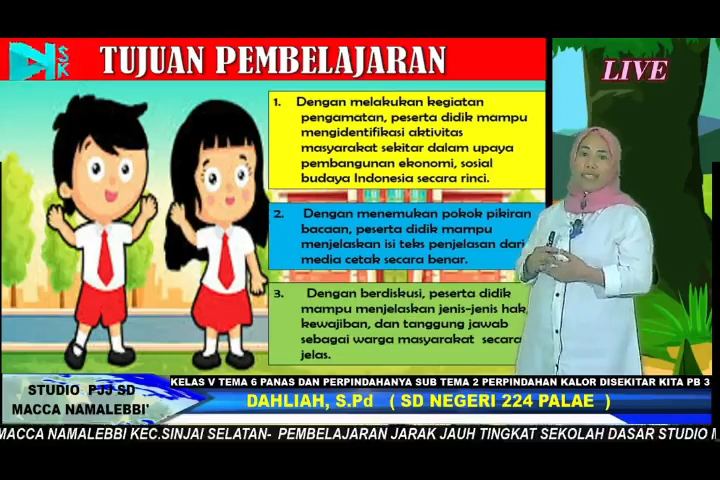 SK
TUJUAN PEMBELAJARAN
LIVE
1. Dengan melakukan kegiatan
pengamatan, peserta didik mampu
mengidentifikasi aktivitas
masyarakat sekitar dalam upaya
pembangunan ekonomi, sosial
budaya Indonesia secara rinci.
2. Dengan menemukan pokok pikiran
bacaan, peserta didik mampu
menjelaskan isi teks penjelasan dari
media cetak secara benar.
3. Dengan berdiskusi, peserta didik
mampu menjelaskan jenis-jenis hak,
kewajiban, dan tanggung jawab
sebagai warga masyarakat secara
jelas.
KELAS V TEMA 6 PANAS DAN PERPINDAHANYA SUB TEMA 2 PERPINDAHAN KALOR DISEKITAR KITA PB 3
STUDIO PJJ SD
MACCA NAMALEBBI'
DAHLIAH, S.Pd ( SD NEGERI 224 PALAE )
MACCA NAMALEBBI KEC.SINJAI SELATAN- PEMBELAJARAN JARAK JAUH TINGKAT SEKOLAH DASAR STUDIO